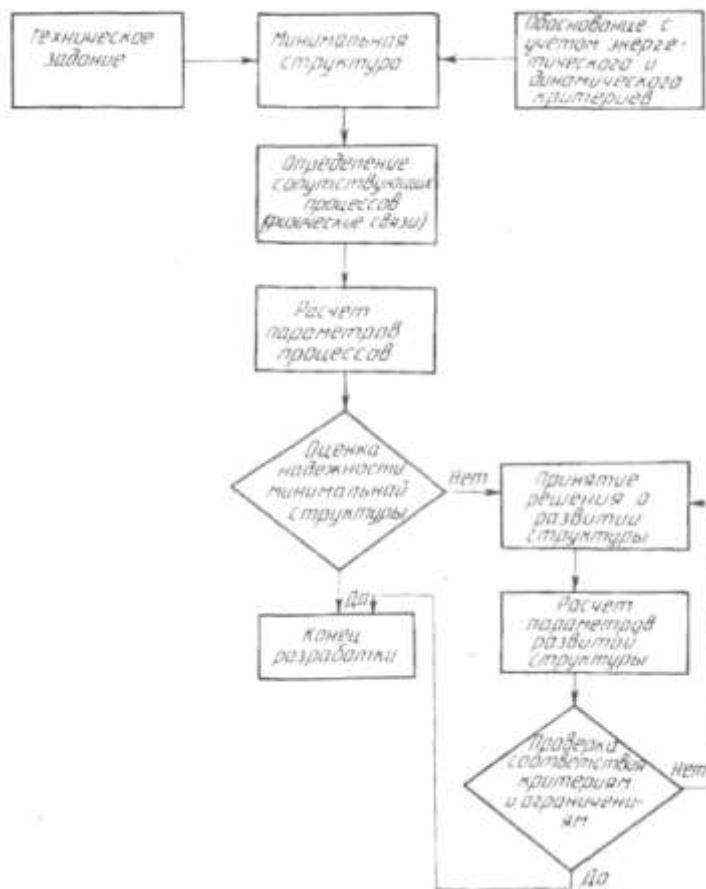 Техническое
задание
Минимальная
структура
Обоснование с
учетом энерге-
тического и
динамического
критериев
Определение
сопутствующих
процессов
(физические связи)
Расчет
параметров
процессов
Оценка
надежности
минимальной
структуры
Нет
Принятие
решения о
развитии
структуры
Да
Конец
разработки
Расчет
параметров
развитой
структуры
Проверка
соответствия
критериям
и ограничени-
ям
Нет
Да